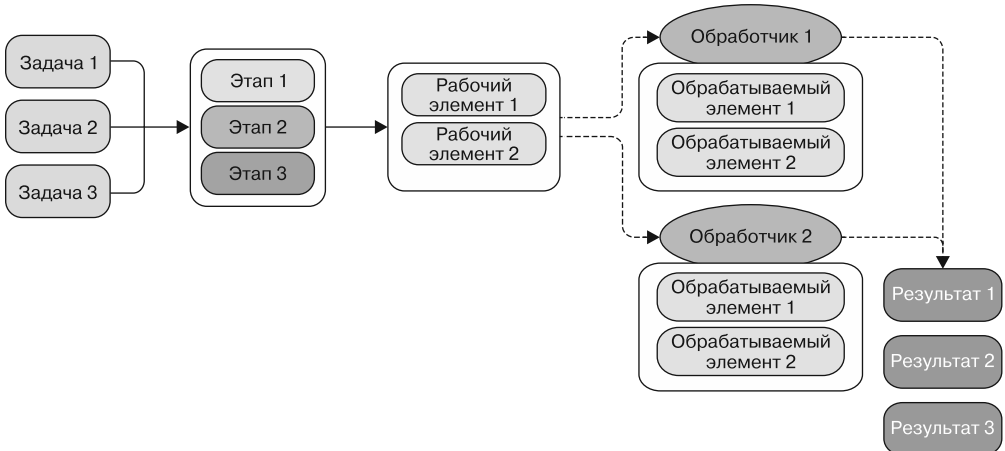 Задача 1
Задача 2
Задача 3
Этап 1
Этап 2
Этап 3
Рабочий
элемент 1
Рабочий
элемент 2
Обработчик 1
Обрабатываемый
элемент 1
Обрабатываемый
элемент 2
Обработчик 2
Обрабатываемый
элемент 1
Обрабатываемый
элемент 2
Результат 1
Результат 2
Результат 3